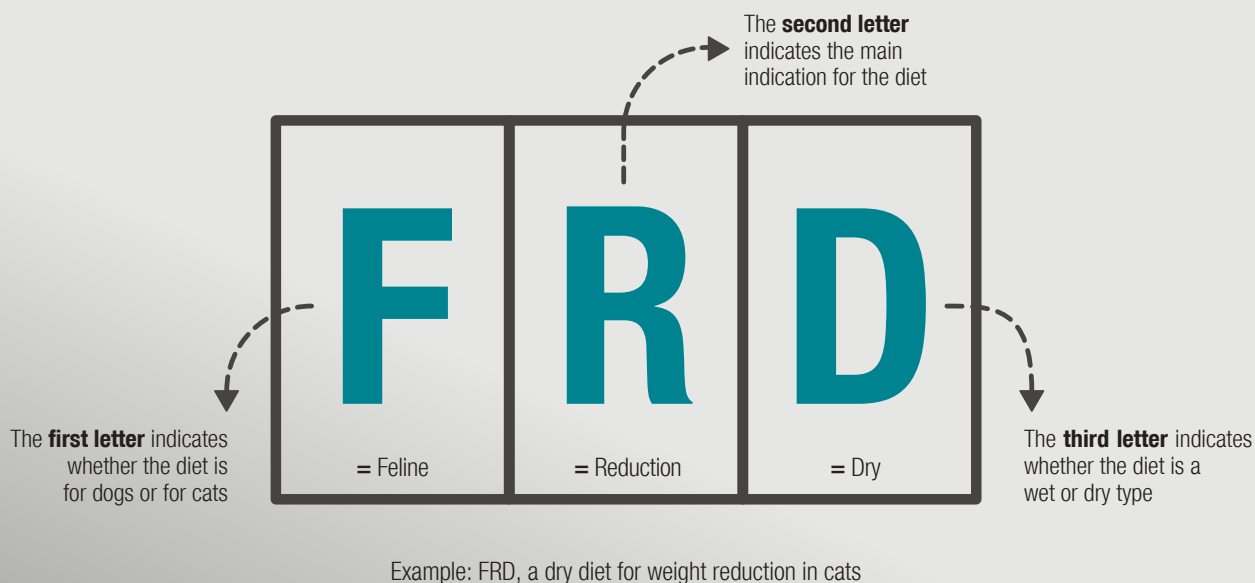 The second letter
indicates the main
indication for the diet
F R D
The first letter indicates
whether the diet is
for dogs or for cats
= Feline
= Reduction
= Dry
The third letter indicates
whether the diet is a
wet or dry type
Example: FRD, a dry diet for weight reduction in cats